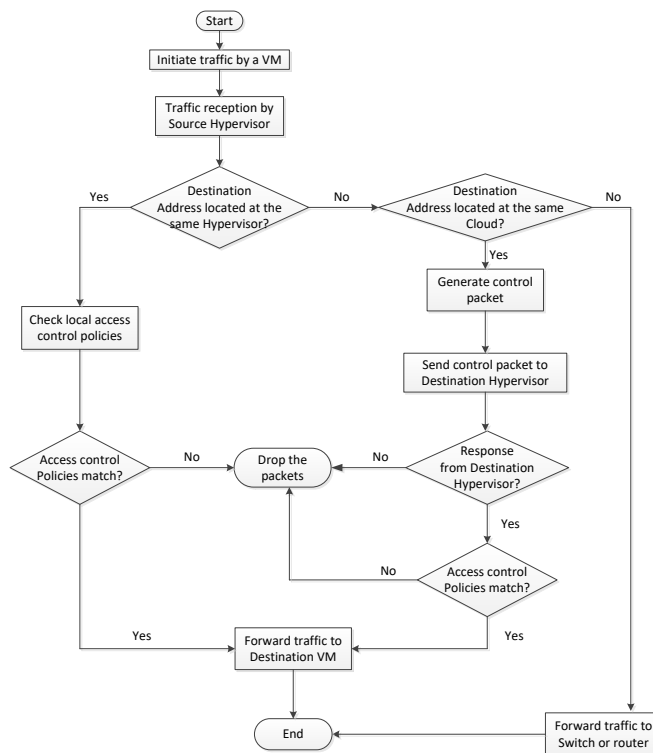 Start
Initiate traffic by a VM
Traffic reception by
Source Hypervisor
Destination
Address located at the
same Hypervisor?
Yes
No
Destination
Address located at the same
Cloud?
No
Yes
Generate control
packet
Check local access
control policies
Send control packet to
Destination Hypervisor
Access control
Policies match?
No
Drop the
packets
No
Response
from Destination
Hypervisor?
Yes
No
Access control
Policies match?
Yes
Forward traffic to
Destination VM
Yes
End
Forward traffic to
Switch or router